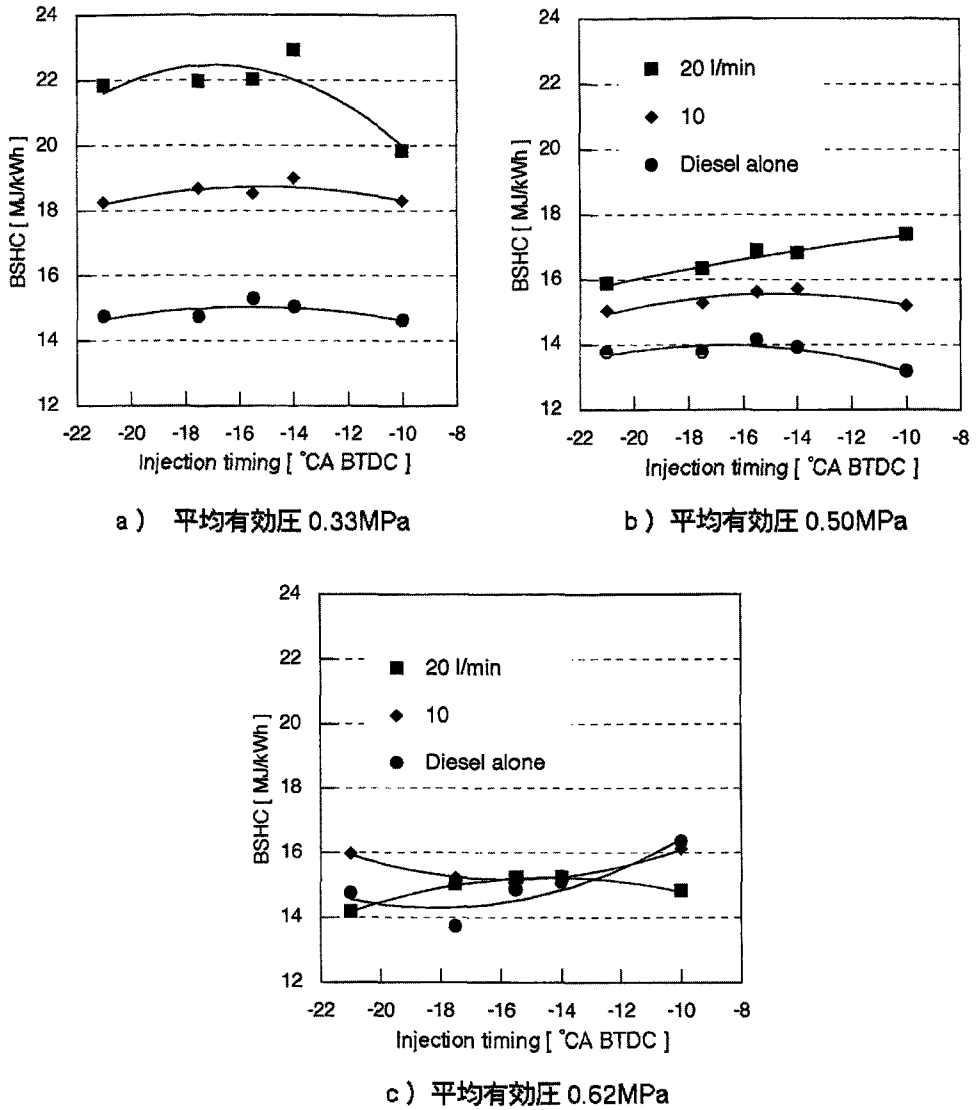 24
22
20
18
16
14
12
BSHC [ MJ/kWh]
-22 -20 -18 -16 -14 -12 -10 -8
Injection timing [ °CA BTDC ]
a ) 平均有効圧 0.33MPa
24
22
20
18
16
14
12
BSHC [ MJ/kWh]
20 l/min
10
Diesel alone
-22 -20 -18 -16 -14 -12 -10 -8
Injection timing [ °CA BTDC ]
b ) 平均有効圧 0.50MPa
24
22
20
18
16
14
12
BSHC [ MJ/kWh]
20 l/min
10
Diesel alone
-22 -20 -18 -16 -14 -12 -10 -8
Injection timing [ °CA BTDC ]
c ) 平均有効圧 0.62MPa